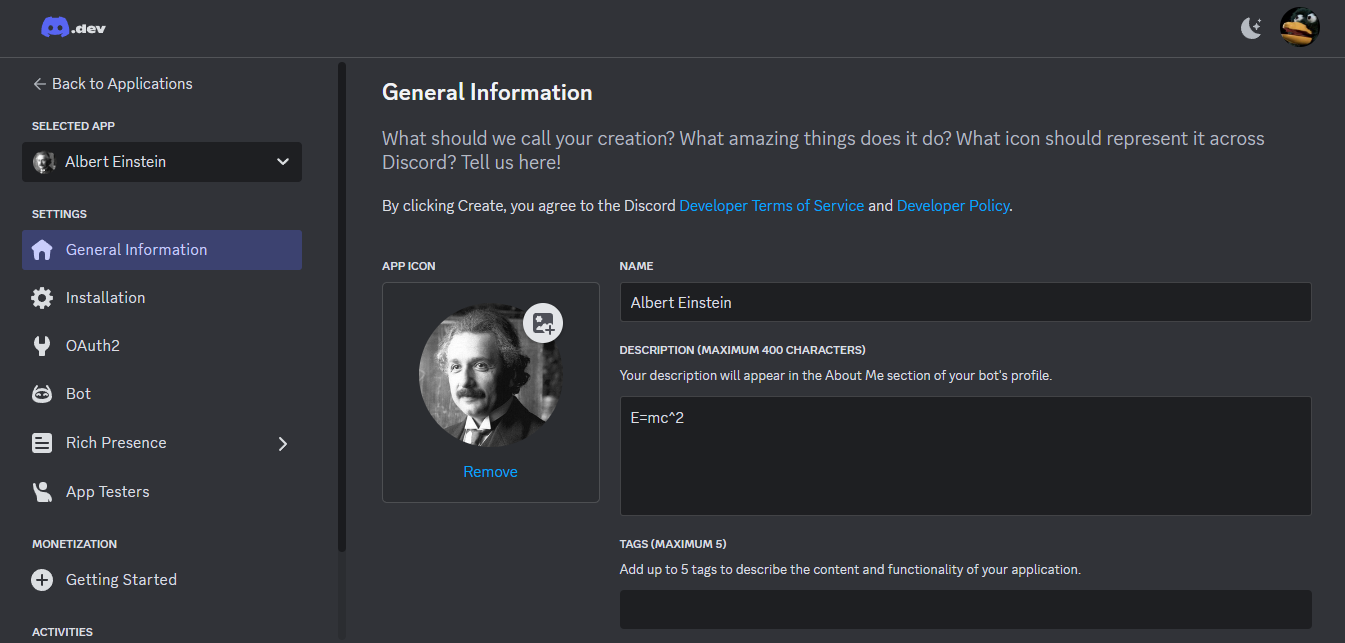 .dev
Back to Applications
SELECTED APP
Albert Einstein
SETTINGS
General Information
Installation
OAuth2
Bot
Rich Presence
App Testers
MONETIZATION
Getting Started
ACTIVITIES
General Information
What should we call your creation? What amazing things does it do? What icon should represent it across
Discord? Tell us here!
By clicking Create, you agree to the Discord Developer Terms of Service and Developer Policy.
APP ICON
Remove
NAME
Albert Einstein
DESCRIPTION (MAXIMUM 400 CHARACTERS)
Your description will appear in the About Me section of your bot's profile.
E=mc^2
TAGS (MAXIMUM 5)
Add up to 5 tags to describe the content and functionality of your application.